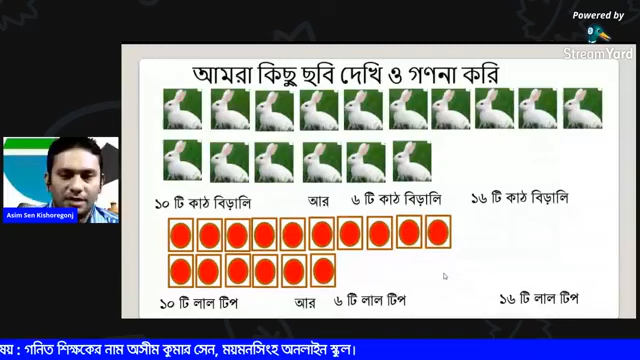 Powered by
StreamYard
আমরা কিছু ছবি দেখি ও গণনা করি
১০ টি কাঠ বিড়ালি আর ৬ টি কাঠ বিড়ালি ১৬ টি কাঠ বিড়ালি
Asim Sen Kishoregonj
১০ টি লাল টিপ আর ৬ টি লাল টিপ ১৬ টি লাল টিপ
ষয় : গনিত শিক্ষকের নাম অসীম কুমার সেন, ময়মনসিংহ অনলাইন স্কুল।